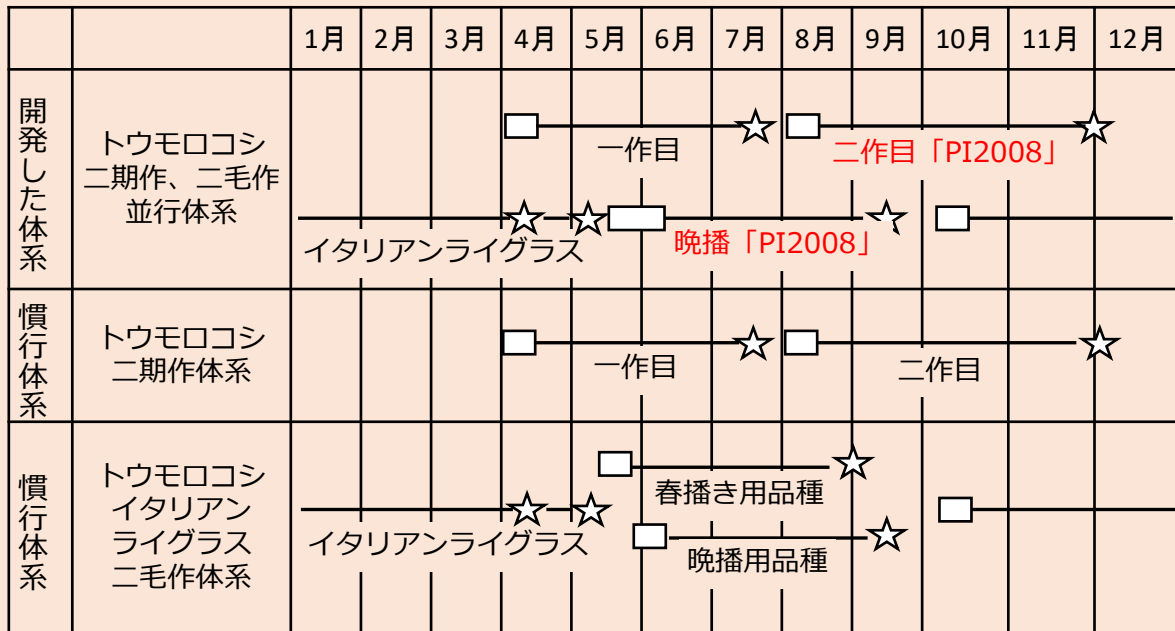 1月 2月 3月 4月 5月 6月 7月 8月 9月 10月 11月 12月
開発した体系
トウモロコシ
二期作、二毛作
並行体系
一作目
二作目「PI2008」
イタリアンライグラス
晩播「PI2008」
慣行体系
トウモロコシ
二期作体系
一作目
二作目
慣行体系
トウモロコシ
イタリアン
ライグラス
二毛作体系
春播き用品種
イタリアンライグラス
晩播用品種